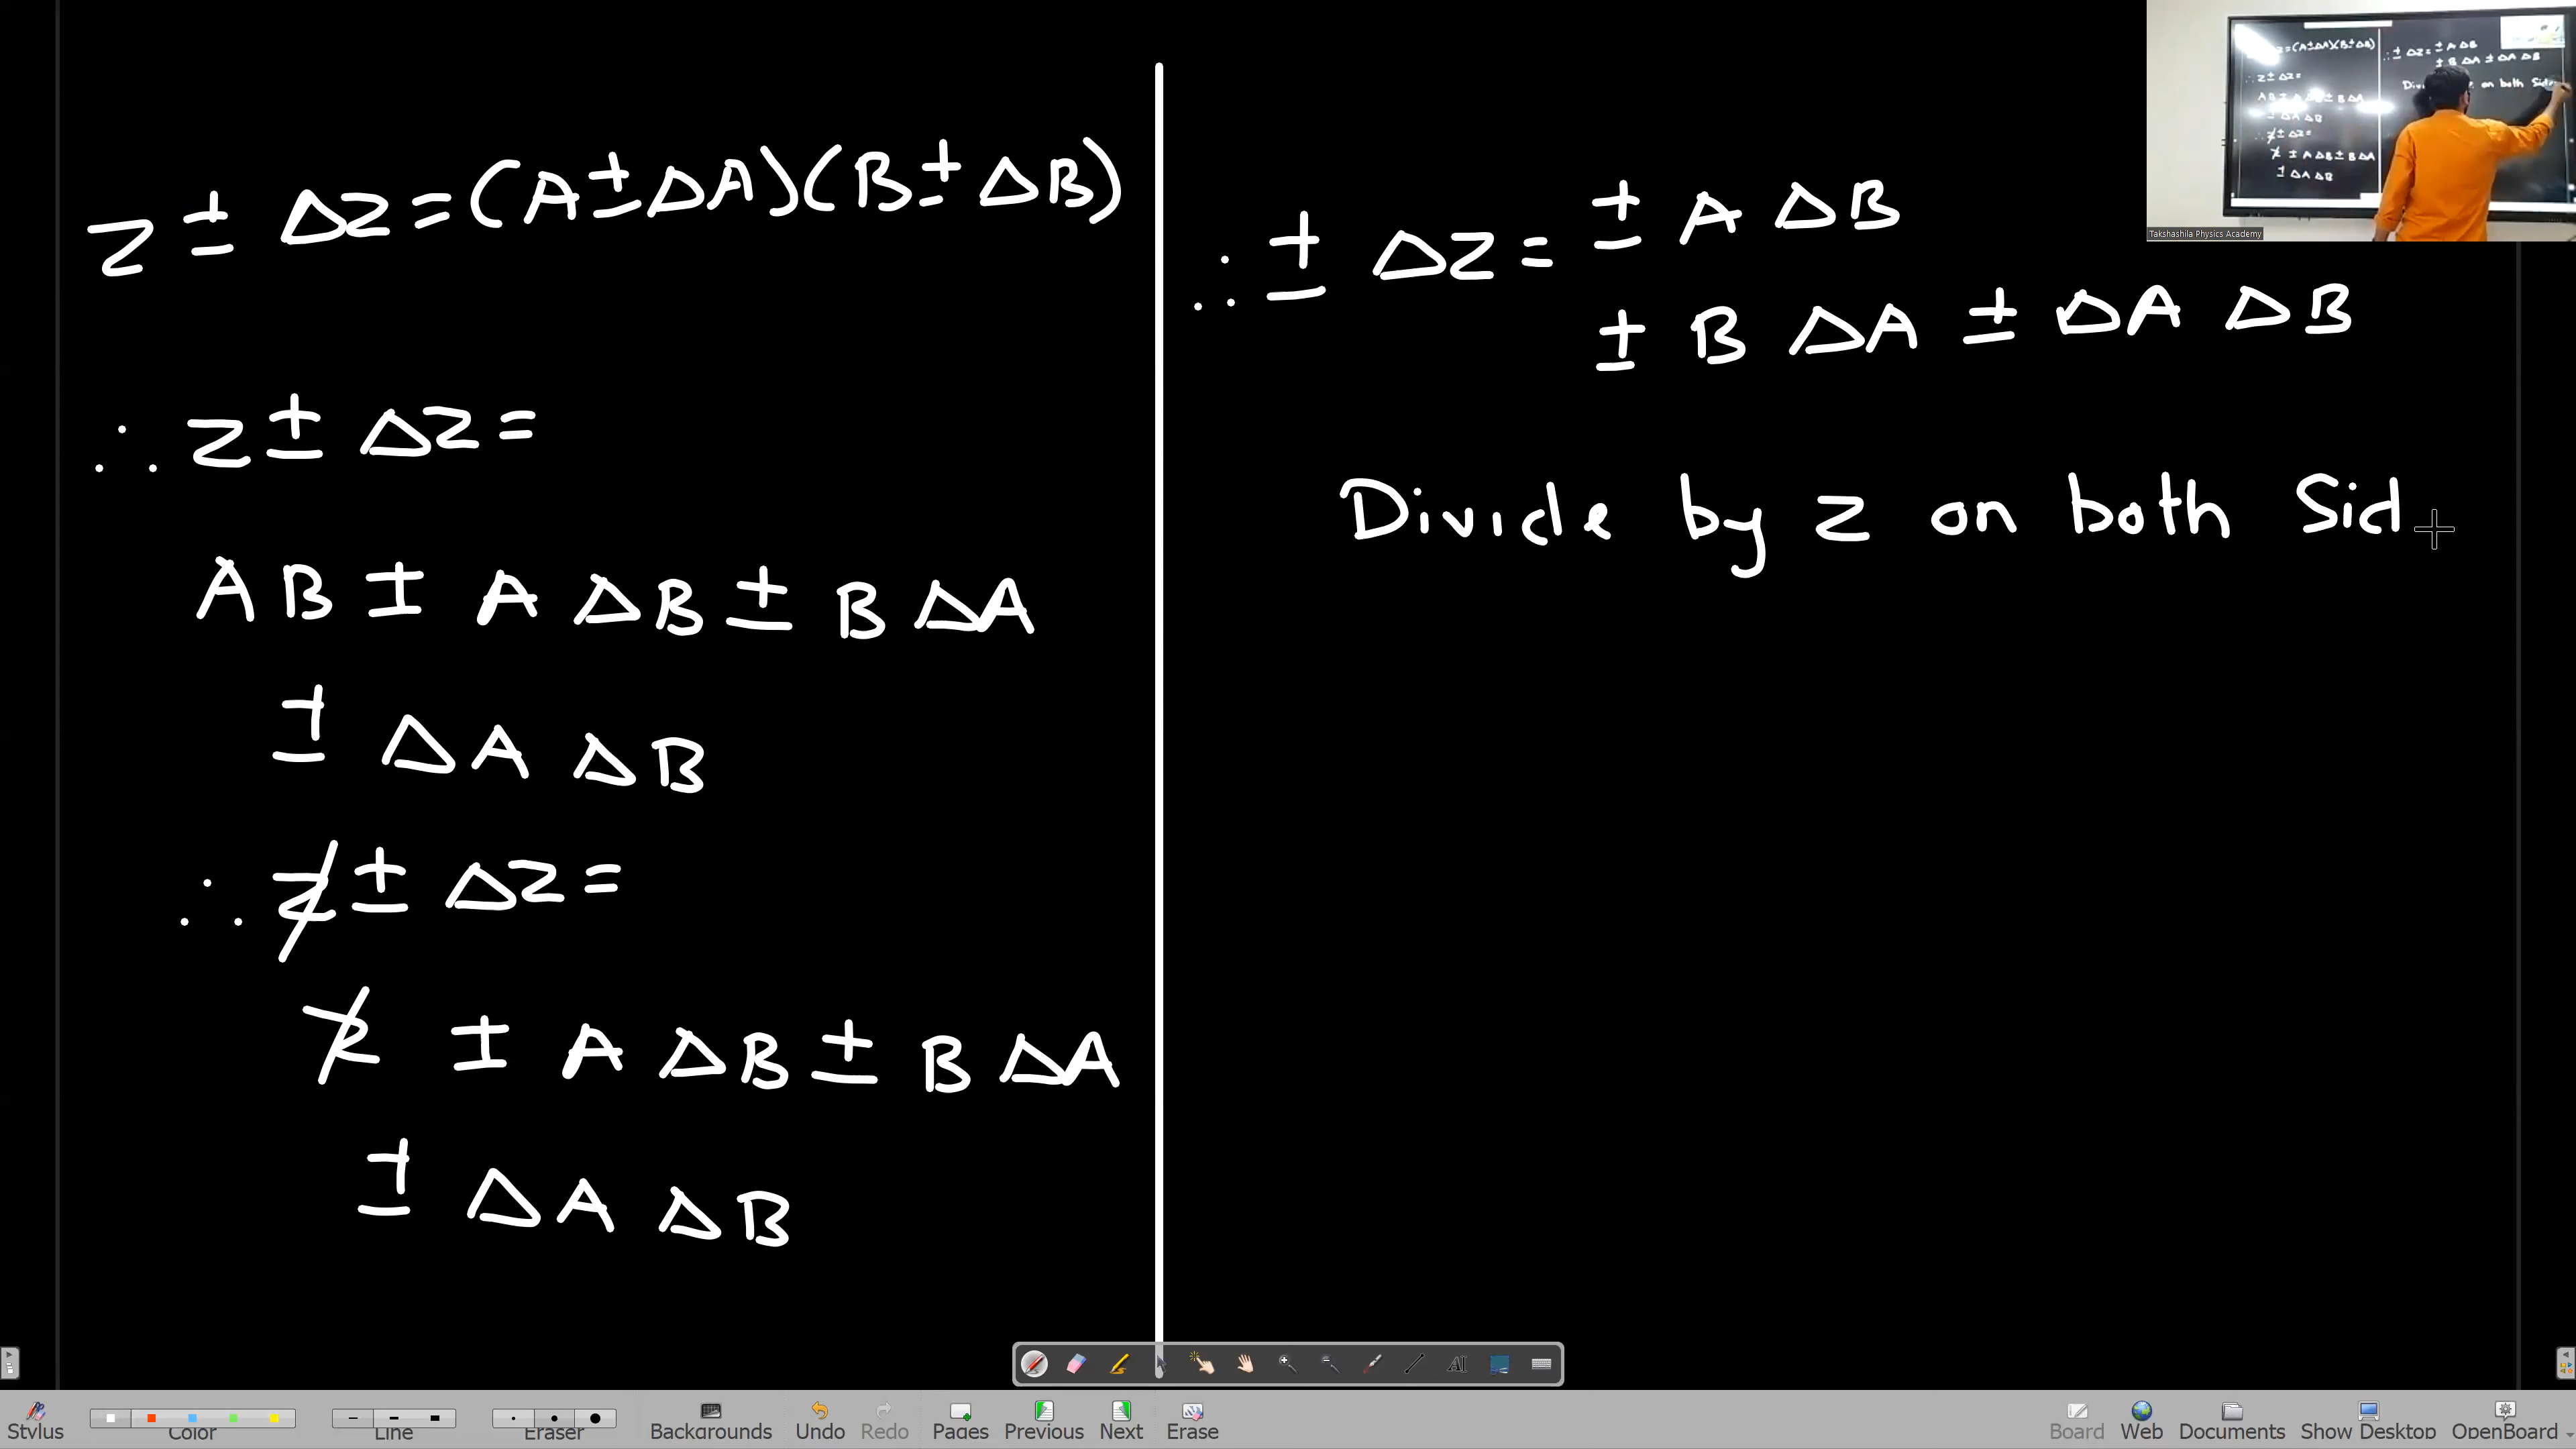 Z ± ΔZ = (A ± ΔA)(B ± ΔB)
∴ Z ± ΔZ =
AB ± A ΔB ± B ΔA
± ΔA ΔB
∴ Z ± ΔZ =
Z ± A ΔB ± B ΔA
± ΔA ΔB
∴ ± ΔZ = ± A ΔB
± B ΔA ± ΔA ΔB
Divide by Z on both Sid
Takshashila Physics Academy
Stylus Color Line Eraser Backgrounds Undo Redo Pages Previous Next Erase Board Web Documents Show Desktop OpenBoard